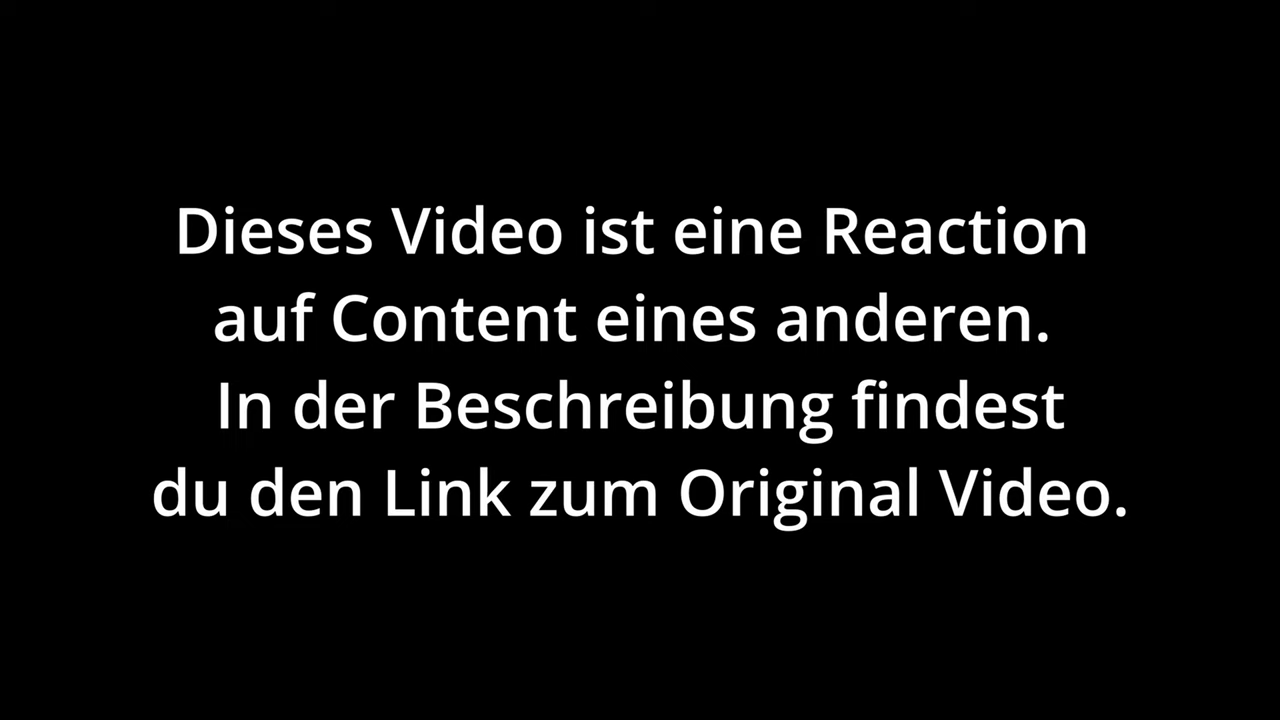 Dieses Video ist eine Reaction
auf Content eines anderen.
In der Beschreibung findest
du den Link zum Original Video.